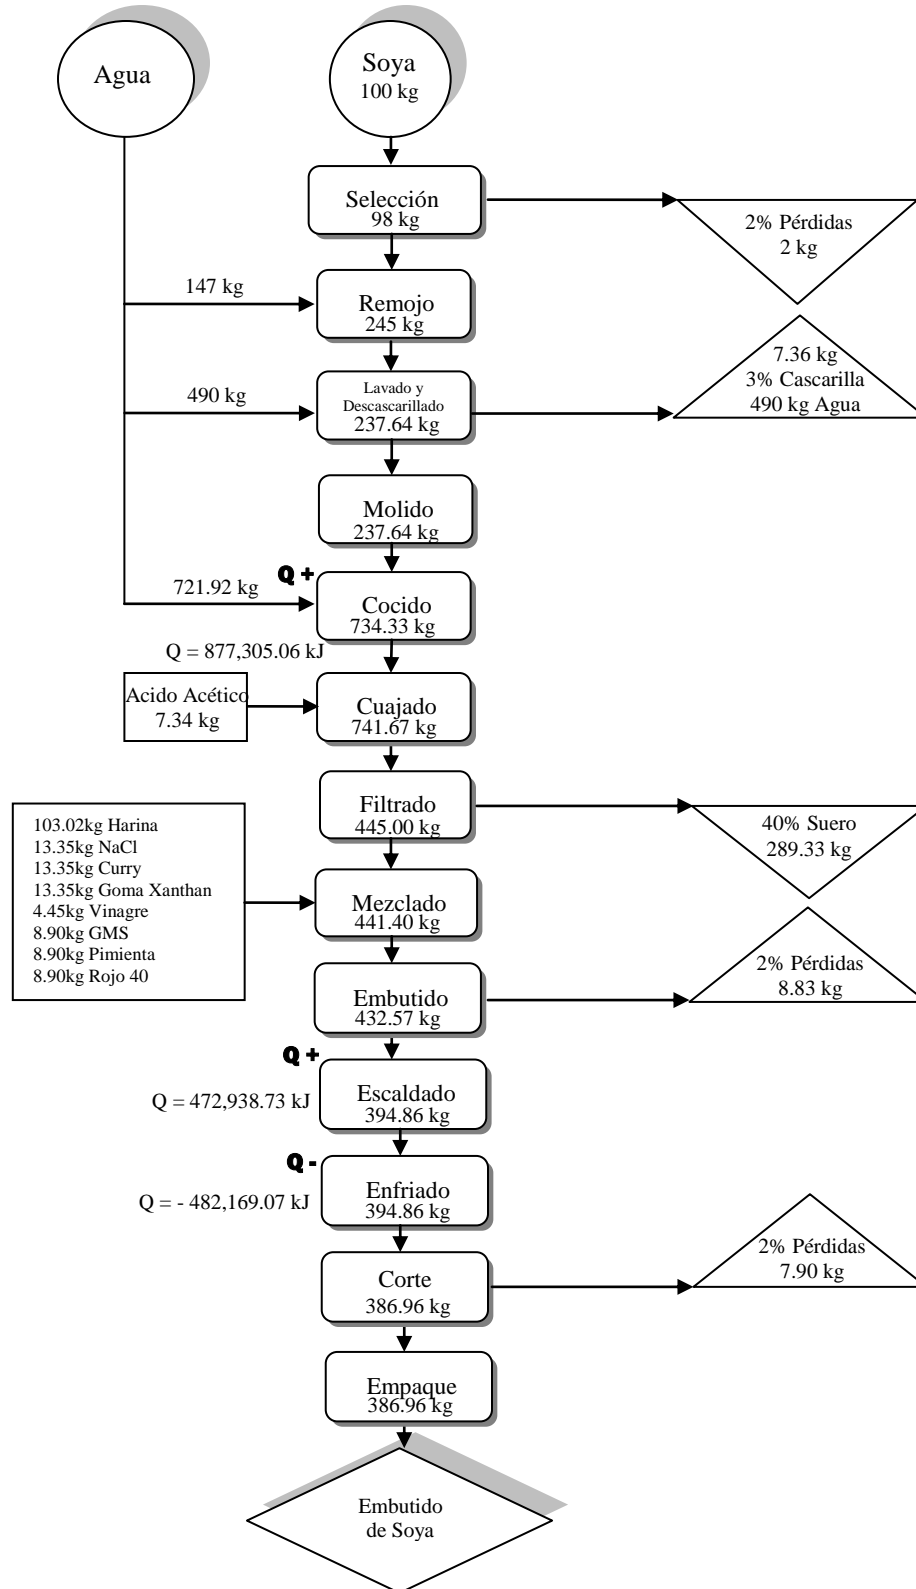 Agua
Soya
100 kg
Selección
98 kg
2% Pérdidas
2 kg
147 kg
Remojo
245 kg
490 kg
Lavado y
Descascarillado
237.64 kg
7.36 kg
3% Cascarilla
490 kg Agua
Molido
237.64 kg
Q +
721.92 kg
Cocido
734.33 kg
Q = 877,305.06 kJ
Acido Acético
7.34 kg
Cuajado
741.67 kg
Filtrado
445.00 kg
40% Suero
289.33 kg
103.02kg Harina
13.35kg NaCl
13.35kg Curry
13.35kg Goma Xanthan
4.45kg Vinagre
8.90kg GMS
8.90kg Pimienta
8.90kg Rojo 40
Mezclado
441.40 kg
Embutido
432.57 kg
2% Pérdidas
8.83 kg
Q +
Escaldado
394.86 kg
Q = 472,938.73 kJ
Q -
Enfriado
394.86 kg
Q = - 482,169.07 kJ
Corte
386.96 kg
2% Pérdidas
7.90 kg
Empaque
386.96 kg
Embutido
de Soya